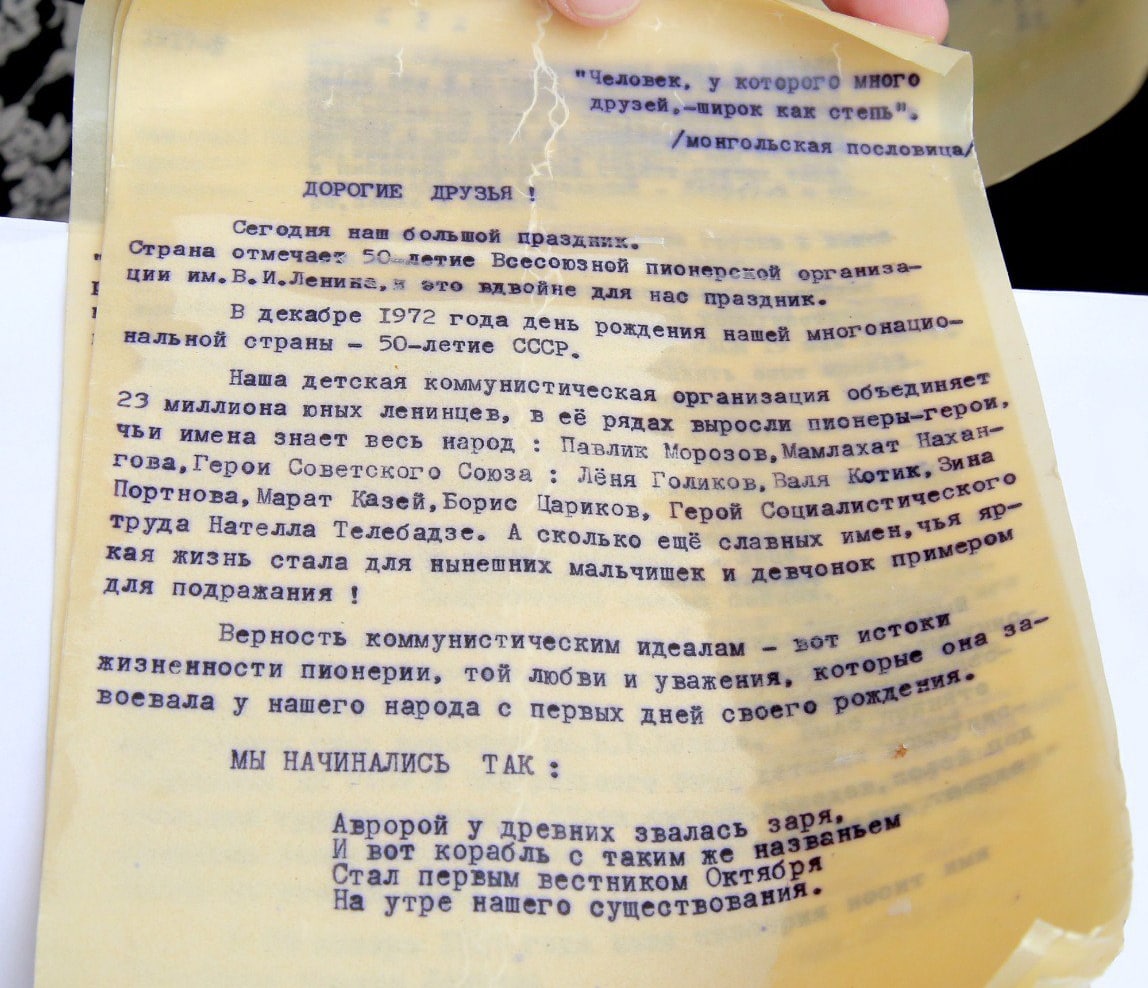 "Человек, у которого много
друзей,-широк как степь".
/монгольская пословица/
ДОРОГИЕ ДРУЗЬЯ !
Сегодня наш большой праздник.
Страна отмечает 50-летие Всесоюзной пионерской организа-
ции им.В.И.Ленина,и это вдвойне для нас праздник.
В декабре 1972 года день рождения нашей многонацио-
нальной страны - 50-летие СССР.
Наша детская коммунистическая организация объединяет
23 миллиона юных ленинцев, в её рядах выросли пионеры-герои,
чьи имена знает весь народ : Павлик Морозов,Мамлахат Нахан-
гова,Герои Советского Союза : Лёня Голиков,Валя Котик,Зина
Портнова,Марат Казей,Борис Цариков, Герой Социалистического
труда Нателла Телебадзе. А сколько ещё славных имен,чья яр-
кая жизнь стала для нынешних мальчишек и девчонок примером
для подражания !
Верность коммунистическим идеалам - вот истоки
жизненности пионерии, той любви и уважения, которые она за-
воевала у нашего народа с первых дней своего рождения.
МЫ НАЧИНАЛИСЬ ТАК :
Авророй у древних звалась заря,
И вот корабль с таким же названьем
Стал первым вестником Октября
На утре нашего существования.